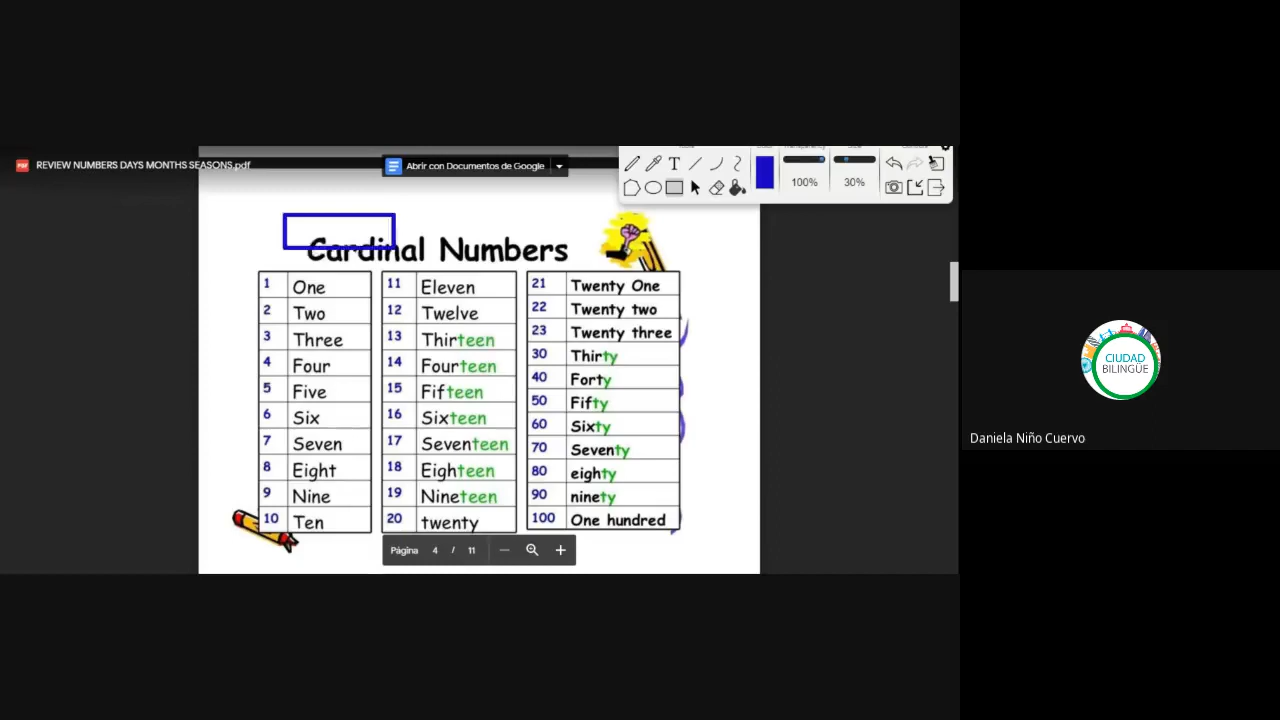 REVIEW NUMBERS DAYS MONTHS SEASONS.pdf
Abrir con Documentos de Google
T
100%
30%
Cardinal Numbers
1 One
2 Two
3 Three
4 Four
5 Five
6 Six
7 Seven
8 Eight
9 Nine
10 Ten
11 Eleven
12 Twelve
13 Thirteen
14 Fourteen
15 Fifteen
16 Sixteen
17 Seventeen
18 Eighteen
19 Nineteen
20 twenty
21 Twenty One
22 Twenty two
23 Twenty three
30 Thirty
40 Forty
50 Fifty
60 Sixty
70 Seventy
80 eighty
90 ninety
100 One hundred
Página 4 / 11
CIUDAD
BILINGÜE
Daniela Niño Cuervo